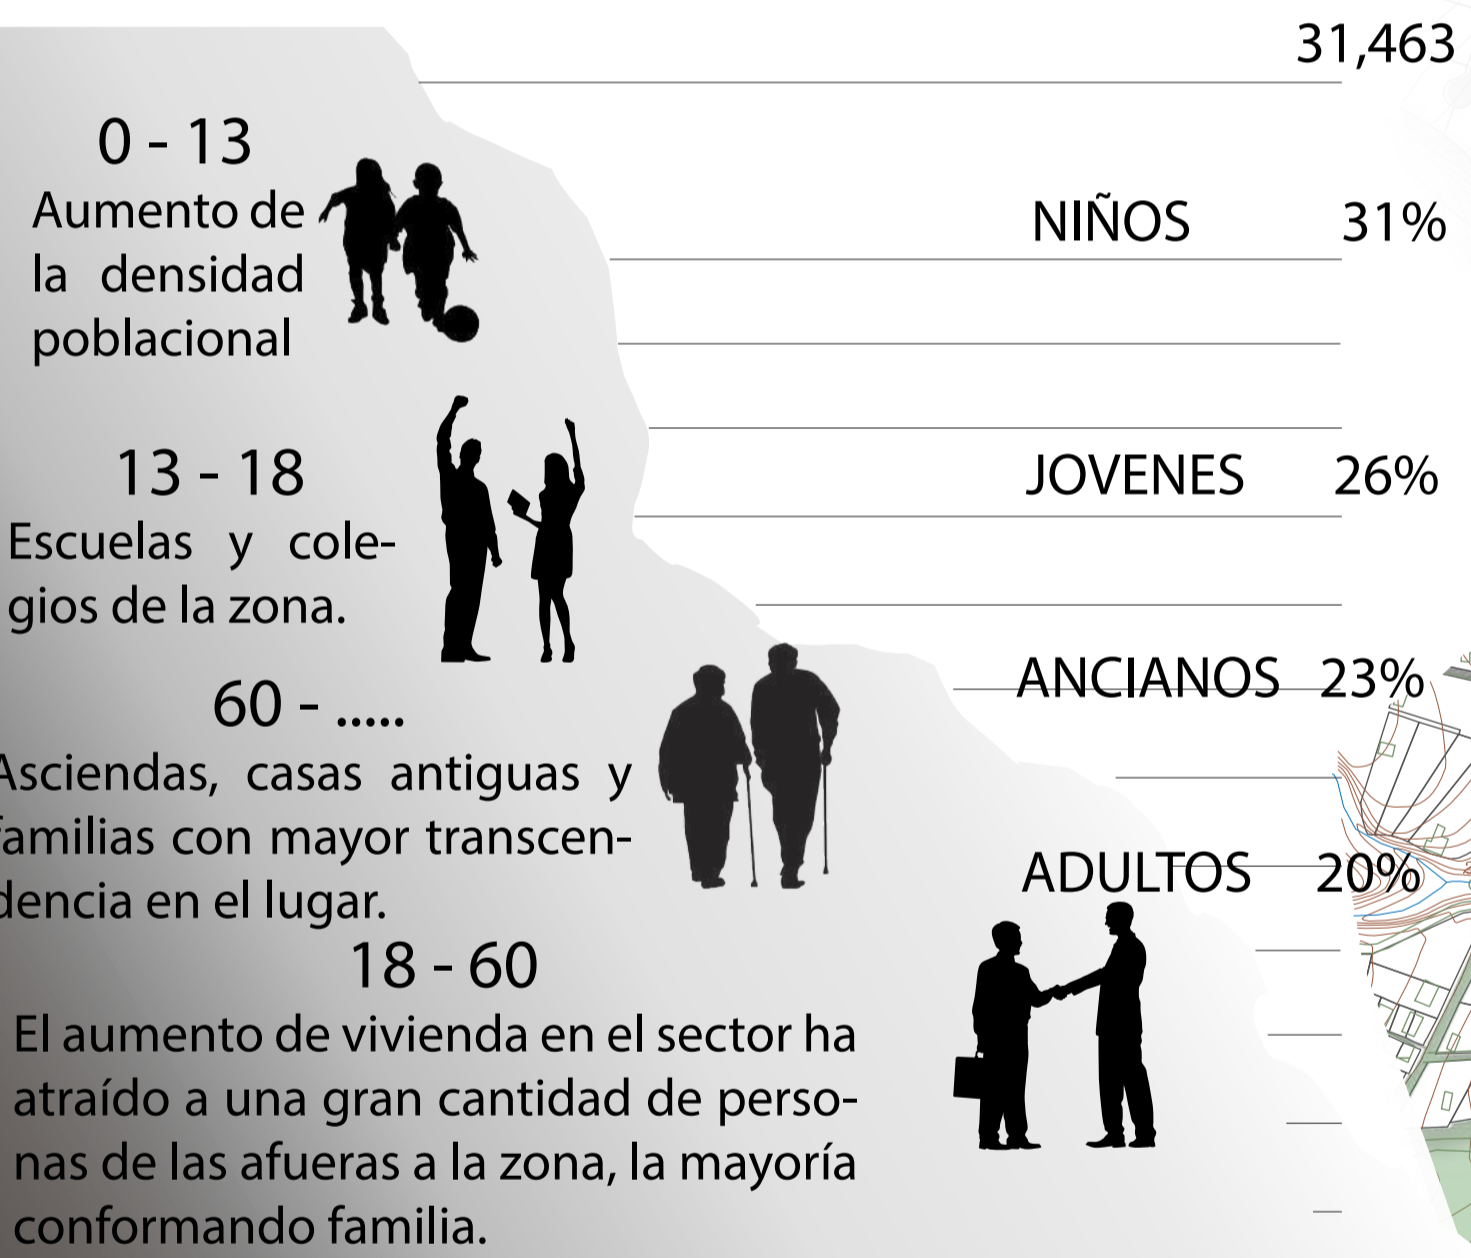 31,463
0 - 13
Aumento de
la densidad
poblacional
NIÑOS 31%
13 - 18
Escuelas y cole-
gios de la zona.
JOVENES 26%
60 - .....
Asciendas, casas antiguas y
familias con mayor transcen-
dencia en el lugar.
ANCIANOS 23%
ADULTOS 20%
18 - 60
El aumento de vivienda en el sector ha
atraído a una gran cantidad de perso-
nas de las afueras a la zona, la mayoría
conformando familia.